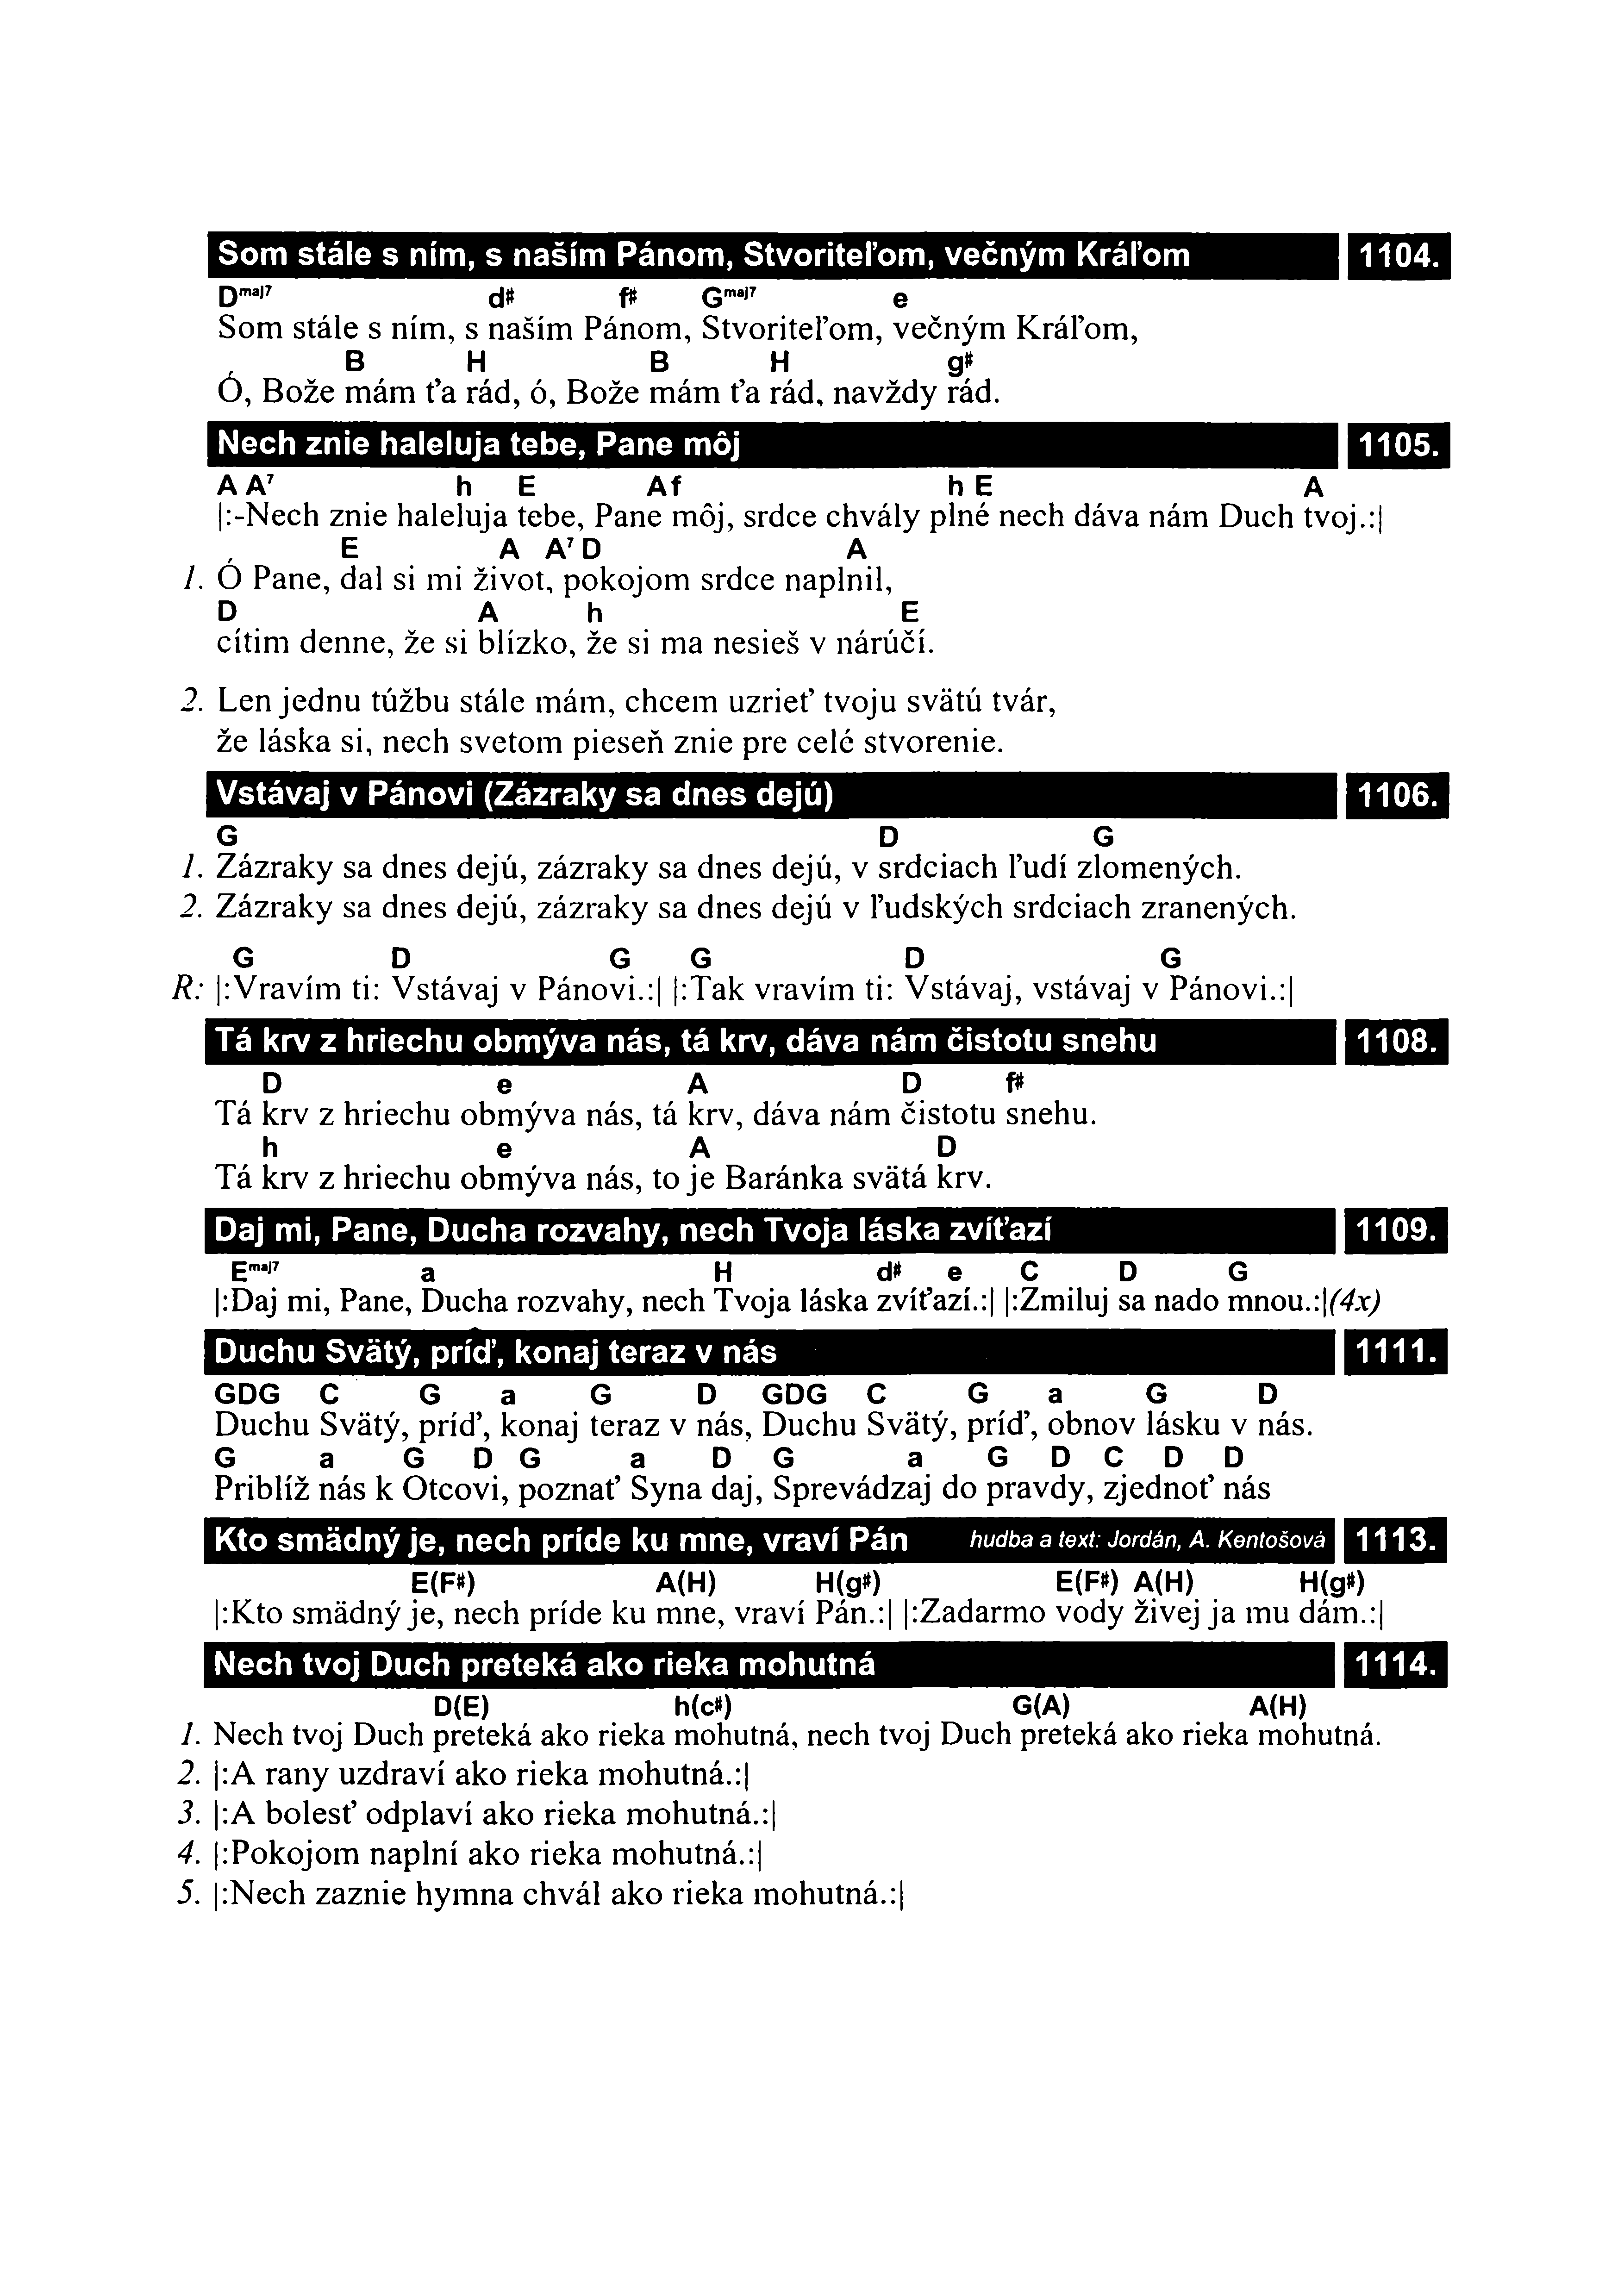 Som stále s ním, s naším Pánom, Stvoriteľom, večným Kráľom 1104.
Dmaj7 d# f# Gmaj7 e
Som stále s ním, s naším Pánom, Stvoriteľom, večným Kráľom,
B H B H g#
Ó, Bože mám ťa rád, ó, Bože mám ťa rád, navždy rád.
Nech znie haleluja tebe, Pane môj 1105.
A A7 h E A f h E A
|:-Nech znie haleluja tebe, Pane môj, srdce chvály plné nech dáva nám Duch tvoj.:|
E A A7 D A
1. Ó Pane, dal si mi život, pokojom srdce naplnil,
D A h E
cítim denne, že si blízko, že si ma nesieš v nárúčí.
2. Len jednu túžbu stále mám, chcem uzrieť tvoju svätú tvár,
že láska si, nech svetom pieseň znie pre celé stvorenie.
Vstávaj v Pánovi (Zázraky sa dnes dejú) 1106.
G D G
1. Zázraky sa dnes dejú, zázraky sa dnes dejú, v srdciach ľudí zlomených.
2. Zázraky sa dnes dejú, zázraky sa dnes dejú v ľudských srdciach zranených.
G D G G D G
R: |:Vravím ti: Vstávaj v Pánovi.:| |:Tak vravím ti: Vstávaj, vstávaj v Pánovi.:|
Tá krv z hriechu obmýva nás, tá krv, dáva nám čistotu snehu 1108.
D e A D f#
Tá krv z hriechu obmýva nás, tá krv, dáva nám čistotu snehu.
h e A D
Tá krv z hriechu obmýva nás, to je Baránka svätá krv.
Daj mi, Pane, Ducha rozvahy, nech Tvoja láska zvíťazí 1109.
Emaj7 a H d# e C D G
|:Daj mi, Pane, Ducha rozvahy, nech Tvoja láska zvíťazí.:| |:Zmiluj sa nado mnou.:|(4x)
Duchu Svätý, príď, konaj teraz v nás 1111.
GDG C G a G D GDG C G a G D
Duchu Svätý, príď, konaj teraz v nás, Duchu Svätý, príď, obnov lásku v nás.
G a G D G a D G a G D C D D
Priblíž nás k Otcovi, poznať Syna daj, Sprevádzaj do pravdy, zjednoť nás
Kto smädný je, nech príde ku mne, vraví Pán hudba a text: Jordán, A. Kentošová 1113.
E(F#) A(H) H(g#) E(F#) A(H) H(g#)
|:Kto smädný je, nech príde ku mne, vraví Pán.:| |:Zadarmo vody živej ja mu dám.:|
Nech tvoj Duch preteká ako rieka mohutná 1114.
D(E) h(c#) G(A) A(H)
1. Nech tvoj Duch preteká ako rieka mohutná, nech tvoj Duch preteká ako rieka mohutná.
2. |:A rany uzdraví ako rieka mohutná.:|
3. |:A bolesť odplaví ako rieka mohutná.:|
4. |:Pokojom naplní ako rieka mohutná.:|
5. |:Nech zaznie hymna chvál ako rieka mohutná.:|